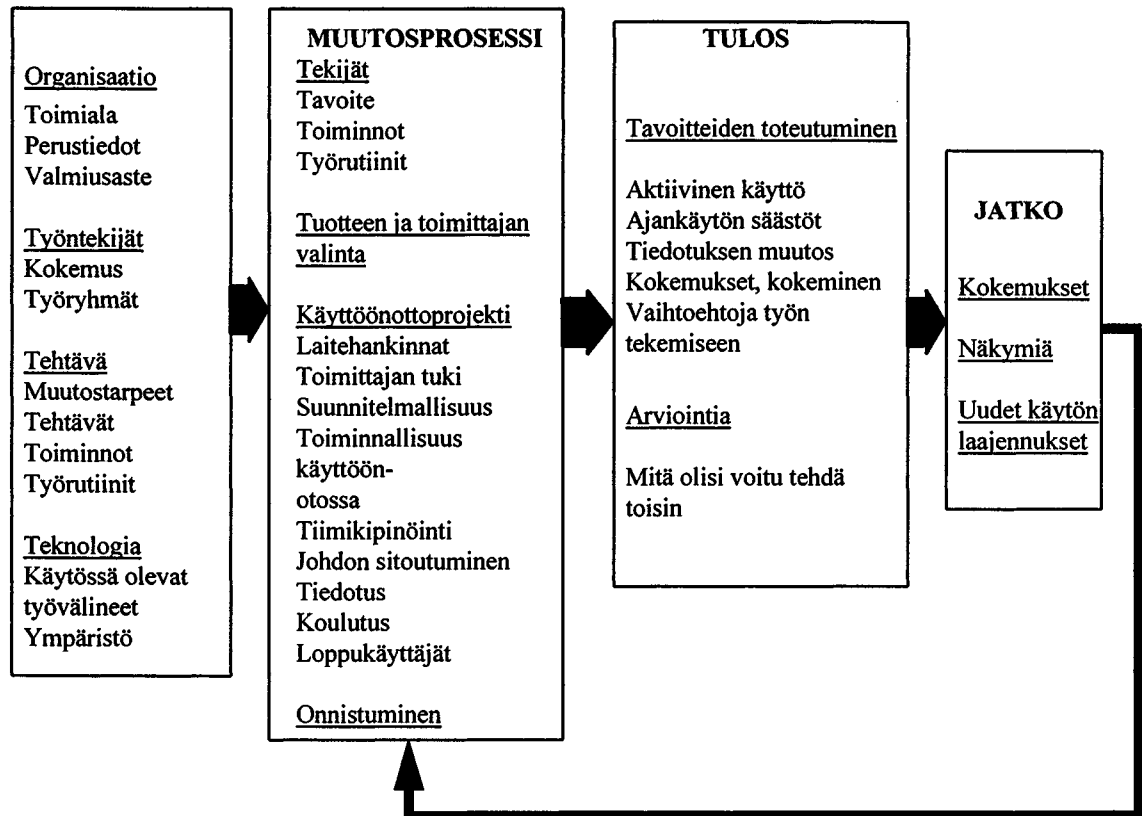 Organisaatio
Toimiala
Perustiedot
Valmiusaste
Työntekijät
Kokemus
Työryhmät
Tehtävä
Muutostarpeet
Tehtävät
Toiminnot
Työrutiinit
Teknologia
Käytössä olevat
työvälineet
Ympäristö
MUUTOSPROSESSI
Tekijät
Tavoite
Toiminnot
Työrutiinit
Tuotteen ja toimittajan
valinta
Käyttöönottoprojekti
Laitehankinnat
Toimittajan tuki
Suunnitelmallisuus
Toiminnallisuus
käyttöön-
otossa
Tiimikipinöinti
Johdon sitoutuminen
Tiedotus
Koulutus
Loppukäyttäjät
Onnistuminen
TULOS
Tavoitteiden toteutuminen
Aktiivinen käyttö
Ajankäytön säästöt
Tiedotuksen muutos
Kokemukset, kokeminen
Vaihtoehtoja työn
tekemiseen
Arviointia
Mitä olisi voitu tehdä
toisin
JATKO
Kokemukset
Näkymiä
Uudet käytön
laajennukset